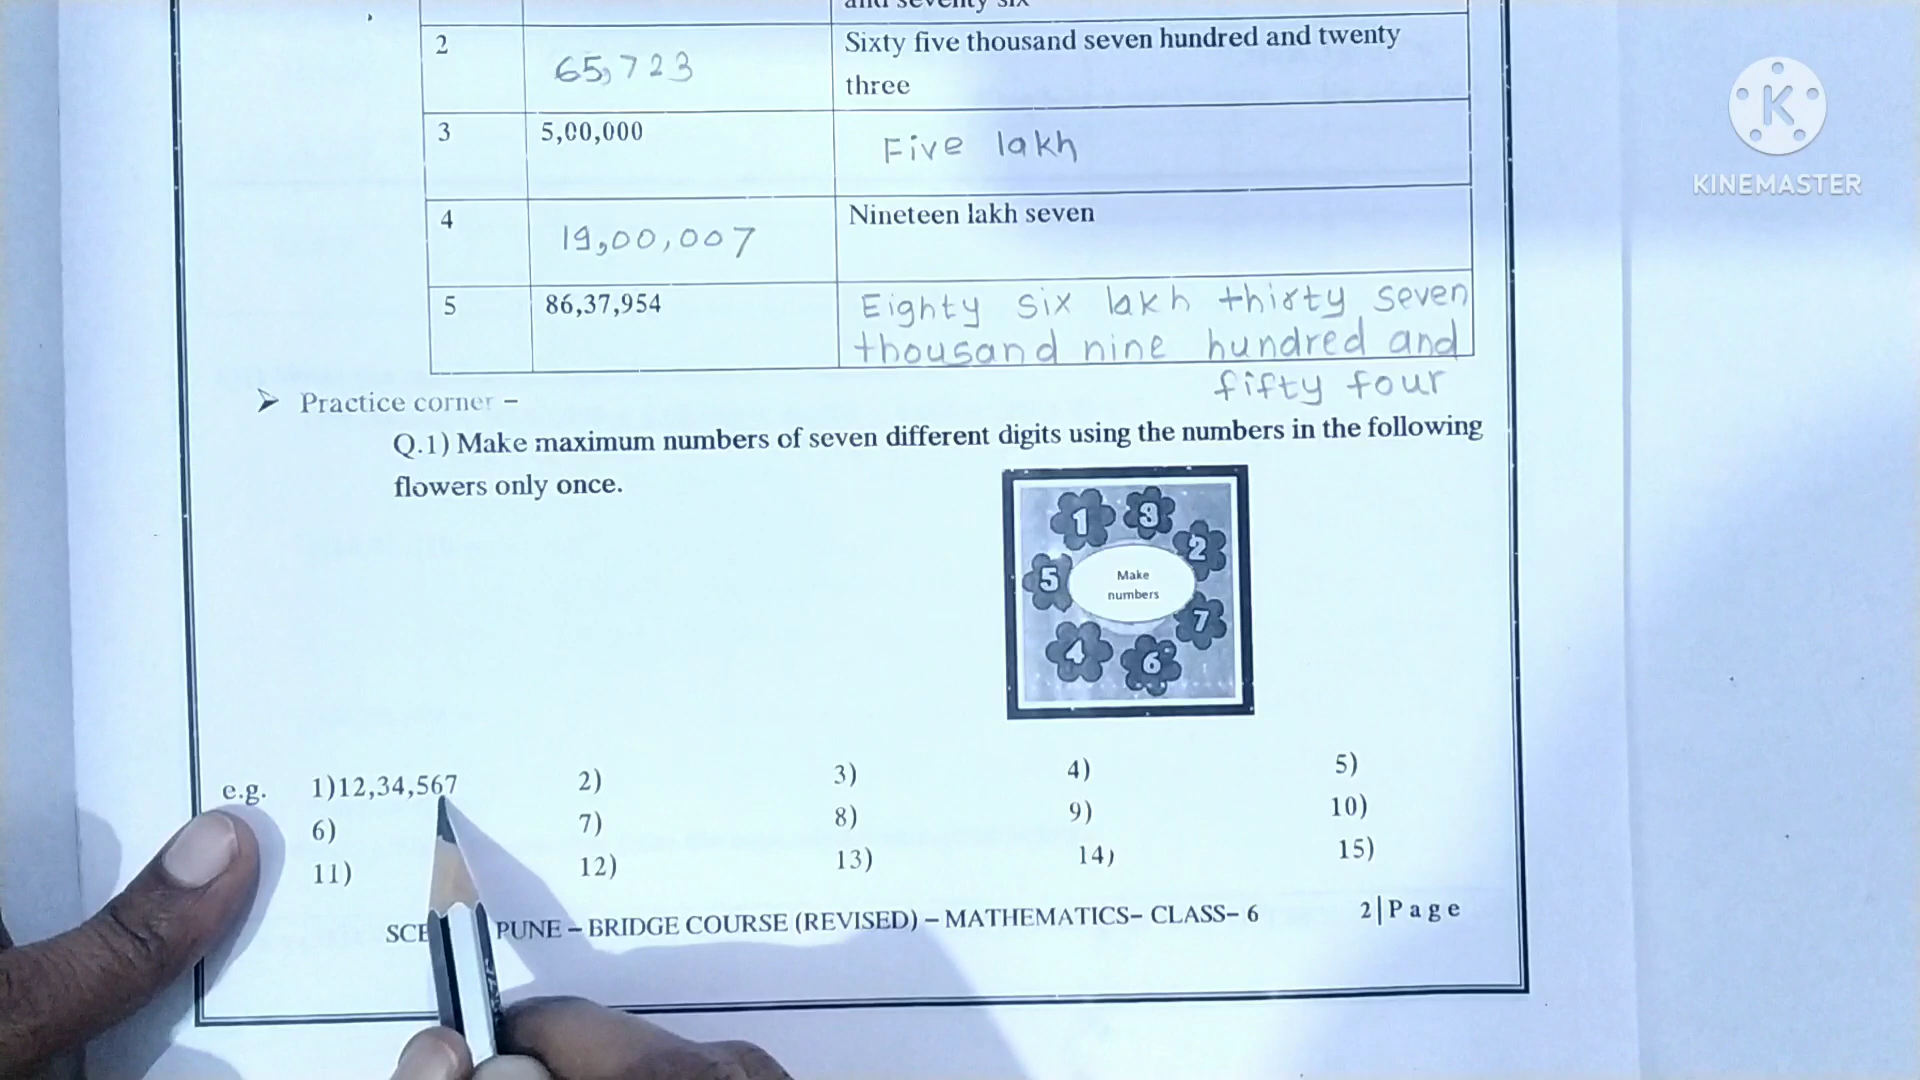 and seventy six
2
65,723
Sixty five thousand seven hundred and twenty
three
3
5,00,000
Five lakh
4
19,00,007
Nineteen lakh seven
5
86,37,954
Eighty six lakh thirty seven
thousand nine hundred and
fifty four
➢ Practice corner –
Q.1) Make maximum numbers of seven different digits using the numbers in the following
flowers only once.
1 3
2
5
7
4
6
Make
numbers
e.g. 1)12,34,567 2) 3) 4) 5)
6) 7) 8) 9) 10)
11) 12) 13) 14) 15)
PUNE – BRIDGE COURSE (REVISED) – MATHEMATICS– CLASS– 6 2|Page
K
KINEMASTER